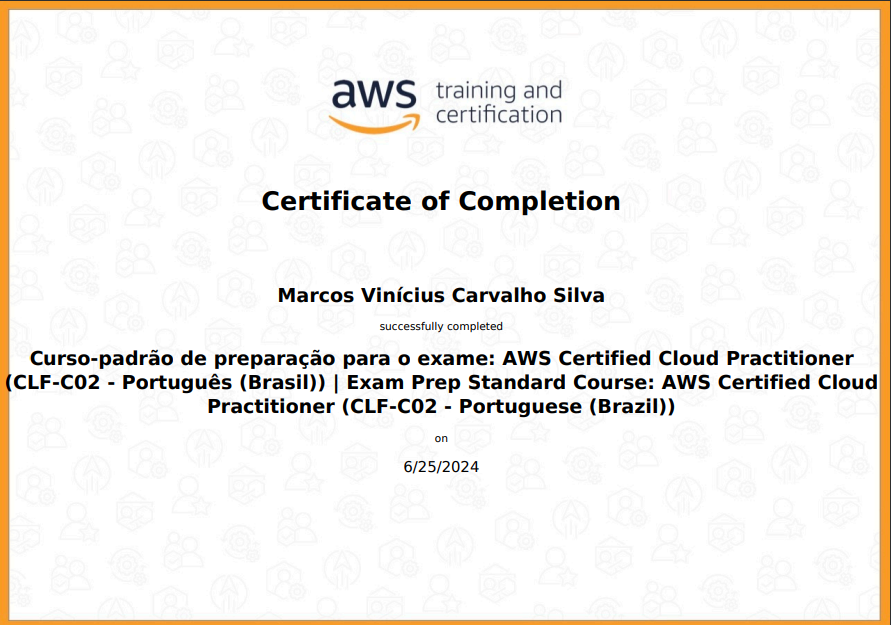 aws training and
certification
Certificate of Completion
Marcos Vinícius Carvalho Silva
successfully completed
Curso-padrão de preparação para o exame: AWS Certified Cloud Practitioner
(CLF-C02 - Português (Brasil)) | Exam Prep Standard Course: AWS Certified Cloud
Practitioner (CLF-C02 - Portuguese (Brazil))
on
6/25/2024